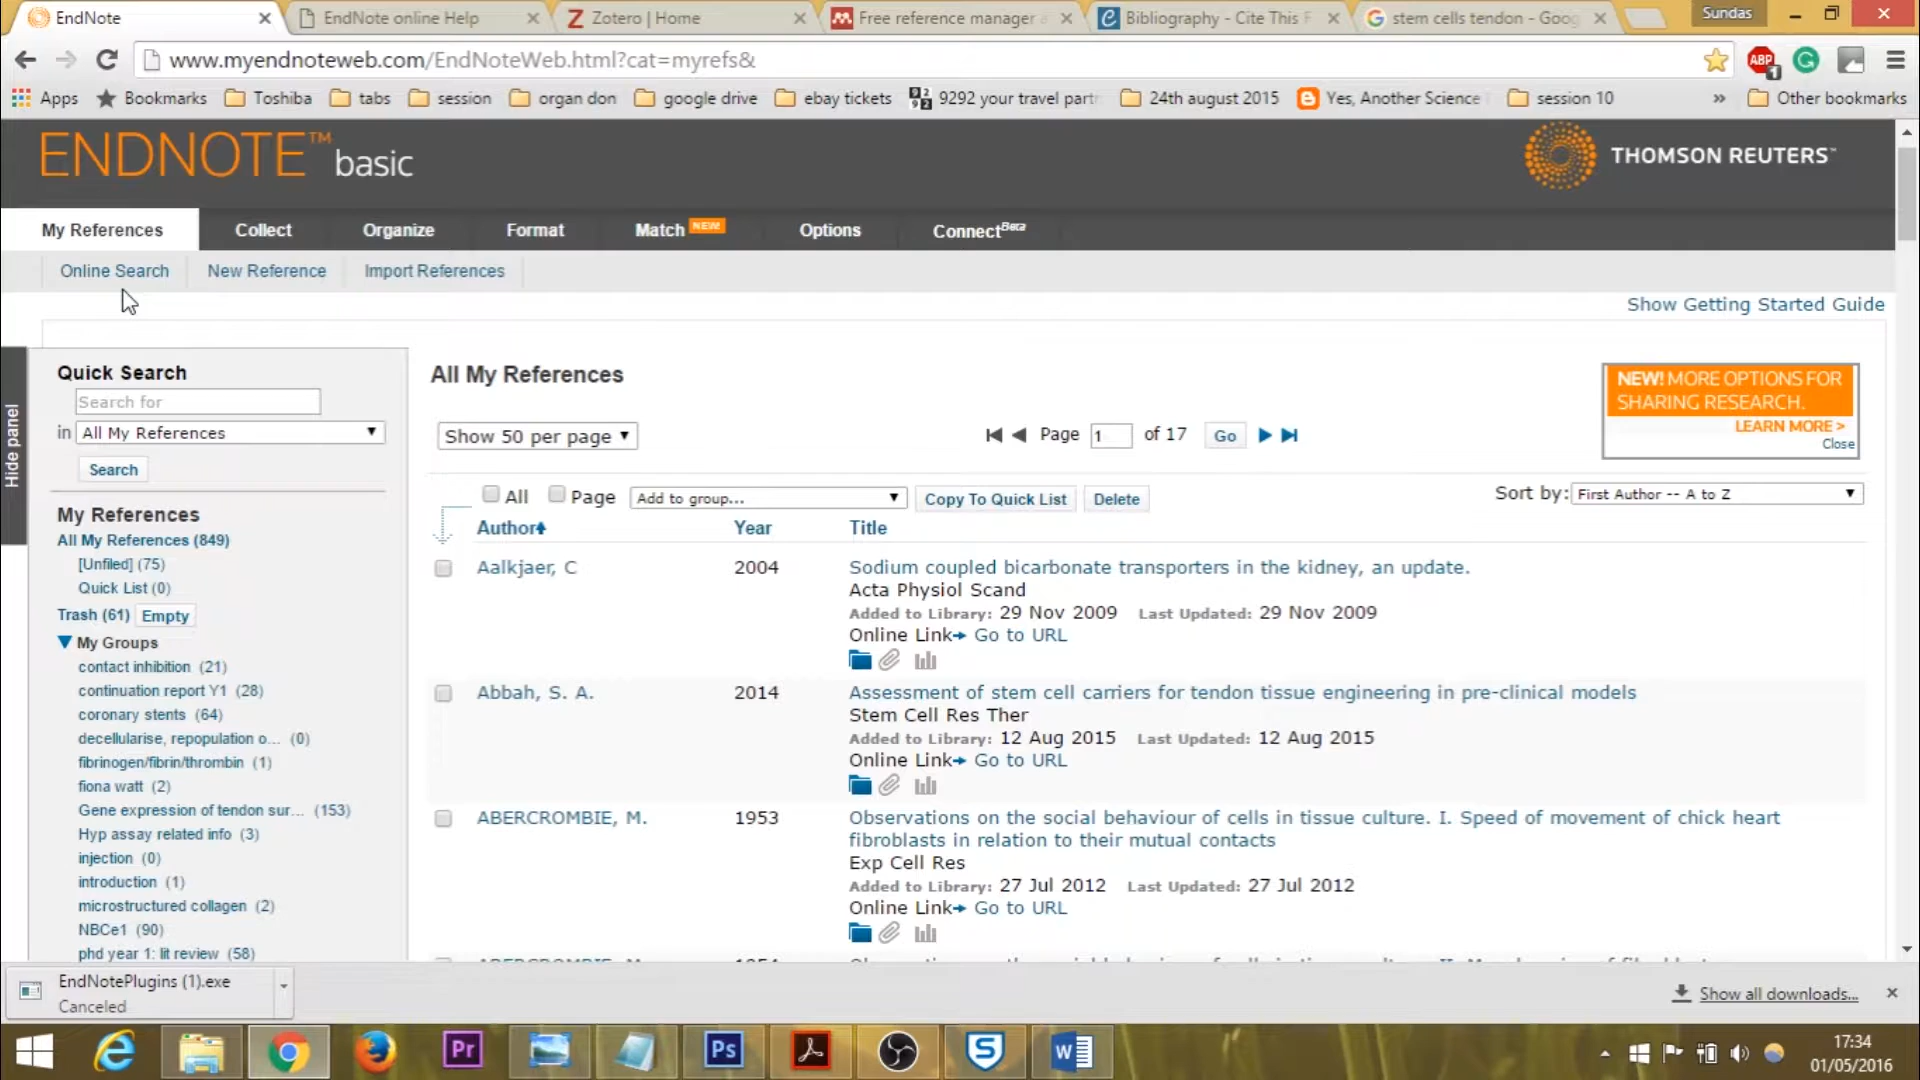 EndNote
EndNote online Help
Zotero | Home
Free reference manager
Bibliography - Cite This F
stem cells tendon - Goog
Sundas
www.myendnoteweb.com/EndNoteWeb.html?cat=myrefs&
ABP
1
Apps
Bookmarks
Toshiba
tabs
session
organ don
google drive
ebay tickets
9292 your travel part
24th august 2015
Yes, Another Science
session 10
»
Other bookmarks
ENDNOTE™ basic
THOMSON REUTERS™
My References
Collect
Organize
Format
Match NEW!
Options
Connect Beta
Online Search
New Reference
Import References
Show Getting Started Guide
Hide panel
Quick Search
Search for
in All My References
Search
My References
All My References (849)
[Unfiled] (75)
Quick List (0)
Trash (61) Empty
My Groups
contact inhibition (21)
continuation report Y1 (28)
coronary stents (64)
decellularise, repopulation o... (0)
fibrinogen/fibrin/thrombin (1)
fiona watt (2)
Gene expression of tendon sur... (153)
Hyp assay related info (3)
injection (0)
introduction (1)
microstructured collagen (2)
NBCe1 (90)
phd year 1: lit review (58)
All My References
Show 50 per page
Page 1 of 17 Go
NEW! MORE OPTIONS FOR
SHARING RESEARCH.
LEARN MORE >
Close
All Page Add to group... Copy To Quick List Delete
Sort by: First Author -- A to Z
Author Year Title
Aalkjaer, C 2004 Sodium coupled bicarbonate transporters in the kidney, an update.
Acta Physiol Scand
Added to Library: 29 Nov 2009 Last Updated: 29 Nov 2009
Online Link→ Go to URL
Abbah, S. A. 2014 Assessment of stem cell carriers for tendon tissue engineering in pre-clinical models
Stem Cell Res Ther
Added to Library: 12 Aug 2015 Last Updated: 12 Aug 2015
Online Link→ Go to URL
ABERCROMBIE, M. 1953 Observations on the social behaviour of cells in tissue culture. I. Speed of movement of chick heart
fibroblasts in relation to their mutual contacts
Exp Cell Res
Added to Library: 27 Jul 2012 Last Updated: 27 Jul 2012
Online Link→ Go to URL
EndNotePlugins (1).exe
Canceled
Show all downloads...
Pr
Ps
17:34
01/05/2016